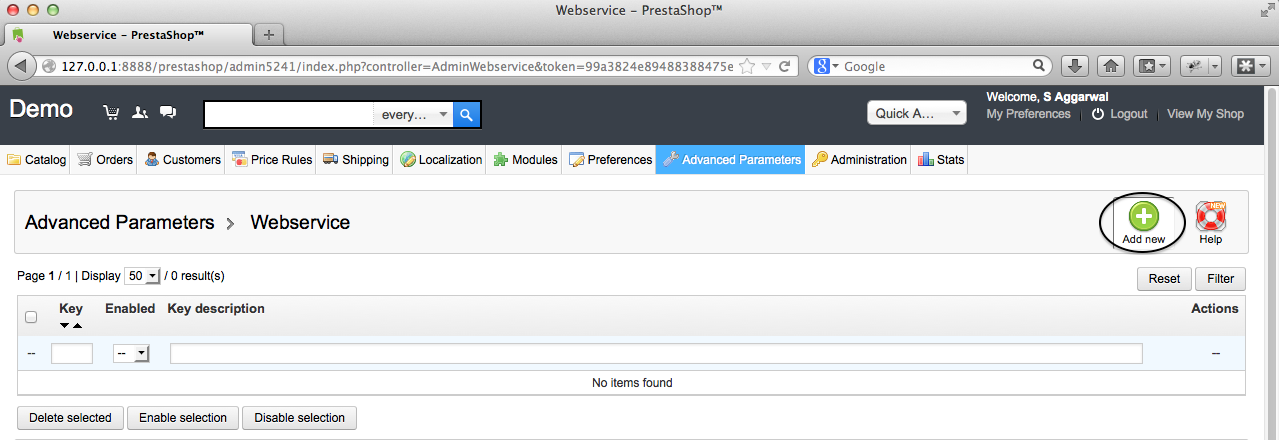 Webservice – PrestaShop™
Webservice – PrestaShop™
127.0.0.1:8888/prestashop/admin5241/index.php?controller=AdminWebservice&token=99a3824e89488388475e
Google
Demo
every...
Quick A...
Welcome, S Aggarwal
My Preferences | Logout | View My Shop
Catalog Orders Customers Price Rules Shipping Localization Modules Preferences Advanced Parameters Administration Stats
Advanced Parameters > Webservice
Add new
NEW
Help
Page 1 / 1 | Display 50 / 0 result(s)
Reset Filter
Key Enabled Key description Actions
-- -- --
No items found
Delete selected Enable selection Disable selection